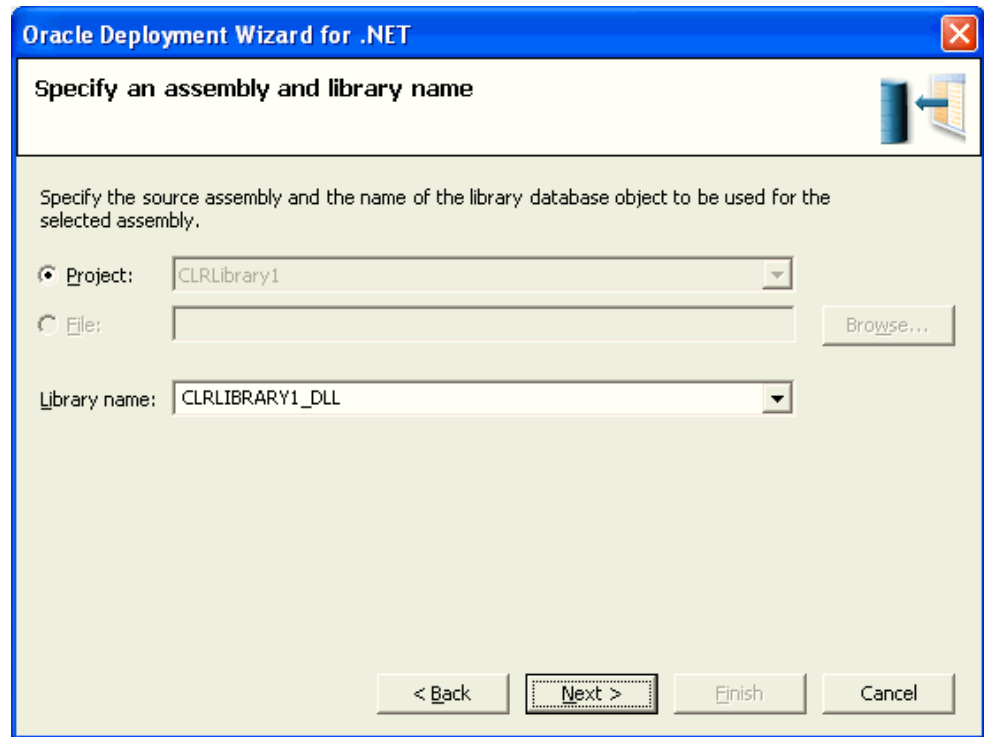 Oracle Deployment Wizard for .NET
Specify an assembly and library name
Specify the source assembly and the name of the library database object to be used for the
selected assembly.
Project: CLRLibrary1
File: Browse...
Library name: CLRLIBRARY1_DLL
< Back Next > Finish Cancel